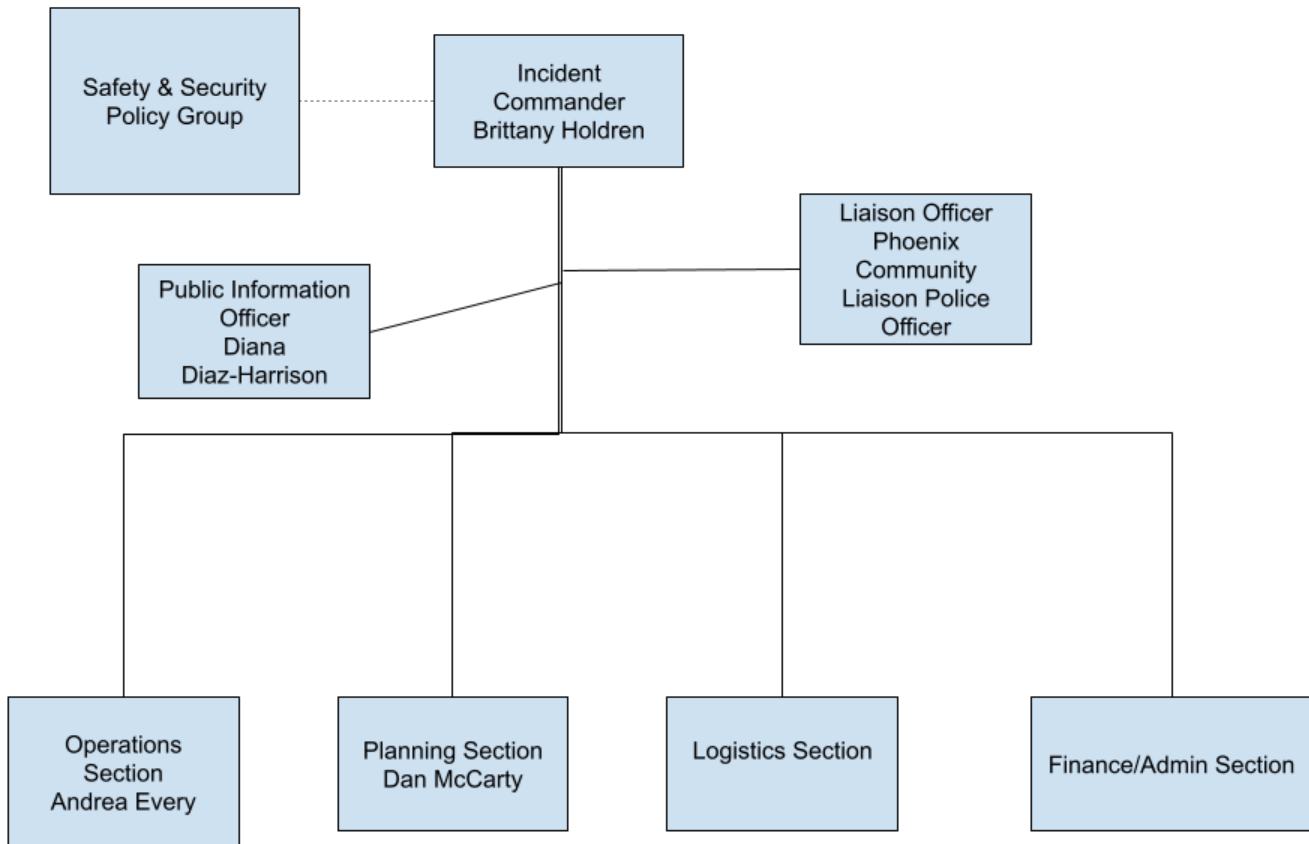 Safety & Security
Policy Group
Incident
Commander
Brittany Holdren
Liaison Officer
Phoenix
Community
Liaison Police
Officer
Public Information
Officer
Diana
Diaz-Harrison
Operations
Section
Andrea Every
Planning Section
Dan McCarty
Logistics Section
Finance/Admin Section